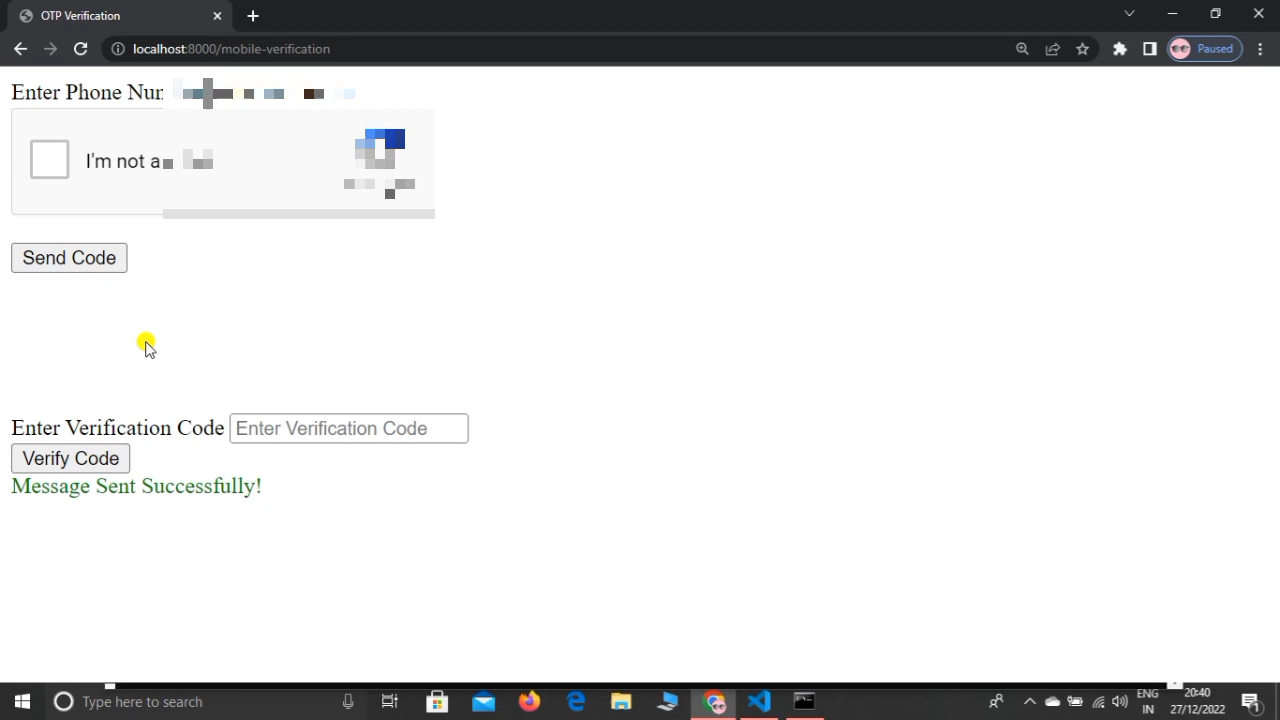 OTP Verification
localhost:8000/mobile-verification
Paused
Enter Phone
I'm not a
Send Code
Enter Verification Code Enter Verification Code
Verify Code
Message Sent Successfully!
Type here to search
ENG
IN
20:40
27/12/2022
1